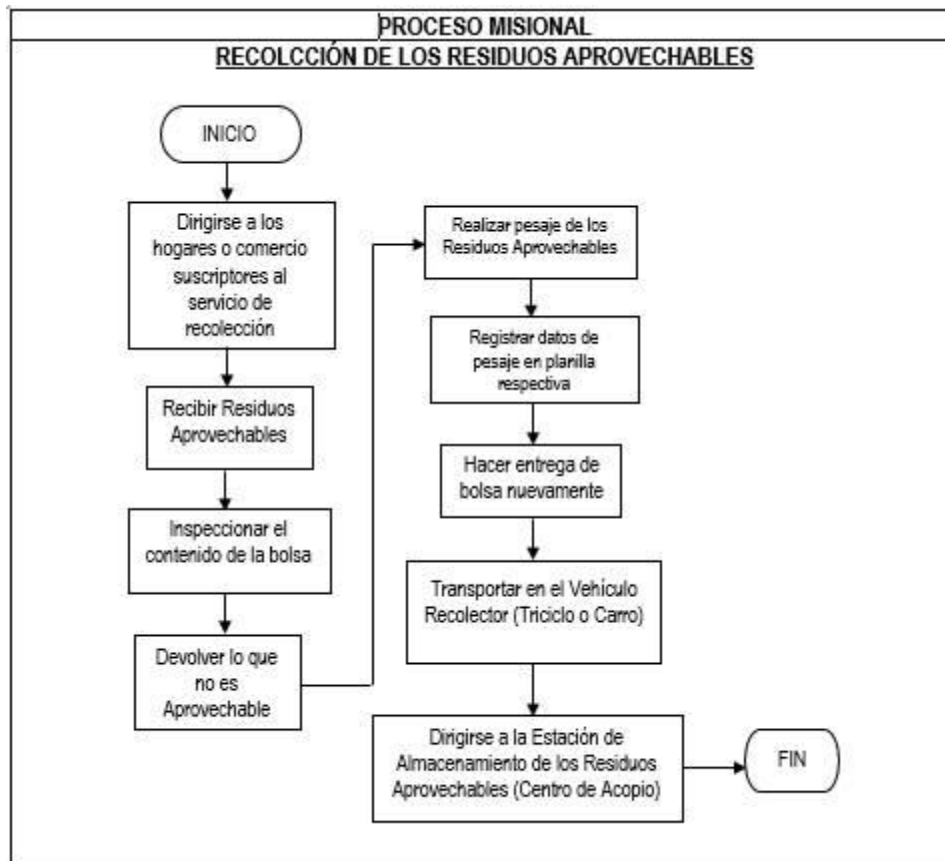 PROCESO MISIONAL
RECOLCCIÓN DE LOS RESIDUOS APROVECHABLES
INICIO
Dirigirse a los
hogares o comercio
suscriptores al
servicio de
recolección
Recibir Residuos
Aprovechables
Inspeccionar el
contenido de la bolsa
Devolver lo que
no es
Aprovechable
Realizar pesaje de los
Residuos Aprovechables
Registrar datos de
pesaje en planilla
respectiva
Hacer entrega de
bolsa nuevamente
Transportar en el Vehículo
Recolector (Triciclo o Carro)
Dirigirse a la Estación de
Almacenamiento de los Residuos
Aprovechables (Centro de Acopio)
FIN